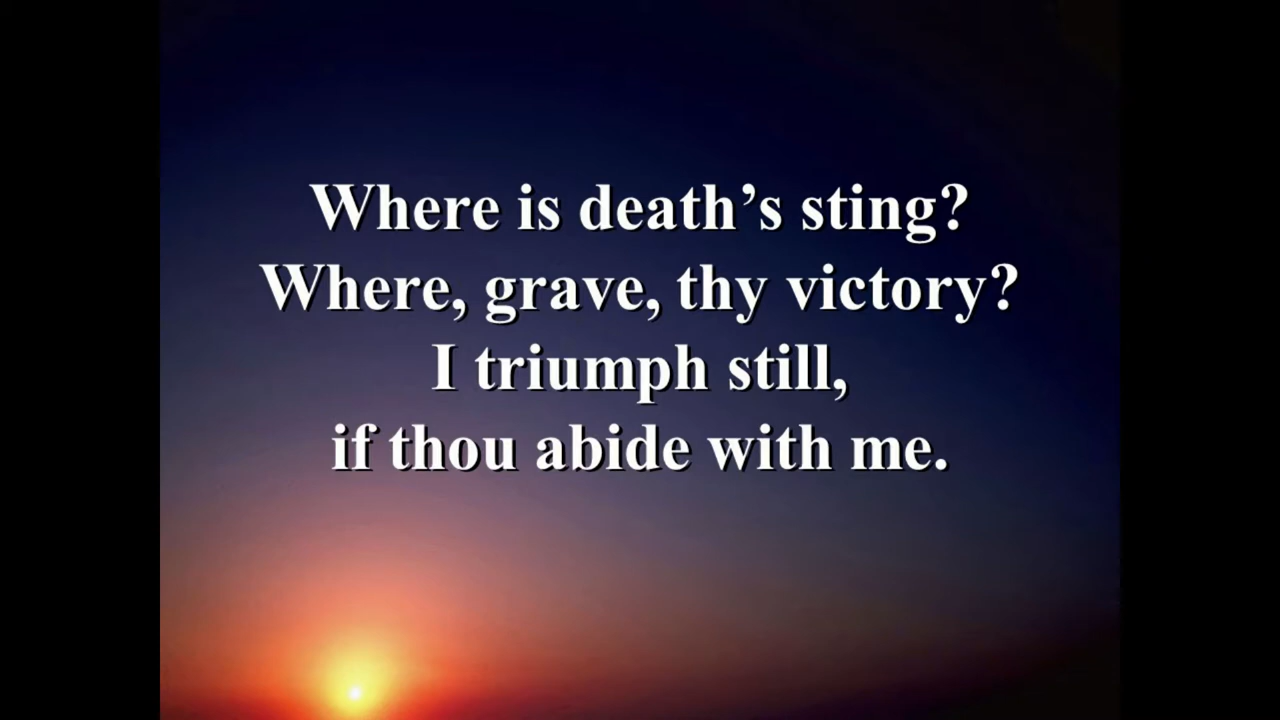 Where is death’s sting?
Where, grave, thy victory?
I triumph still,
if thou abide with me.